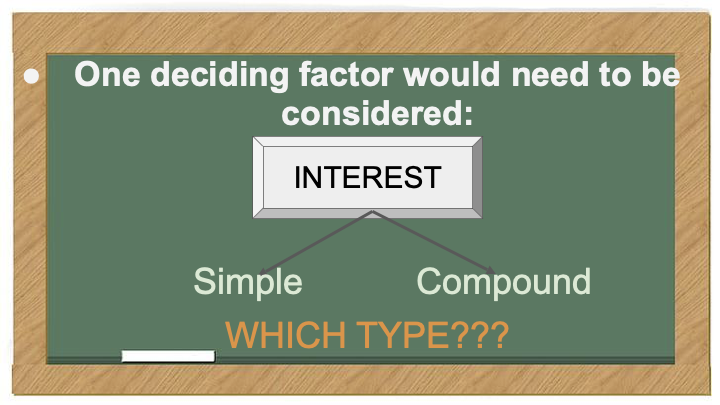 ● One deciding factor would need to be
considered:
INTEREST
Simple Compound
WHICH TYPE???